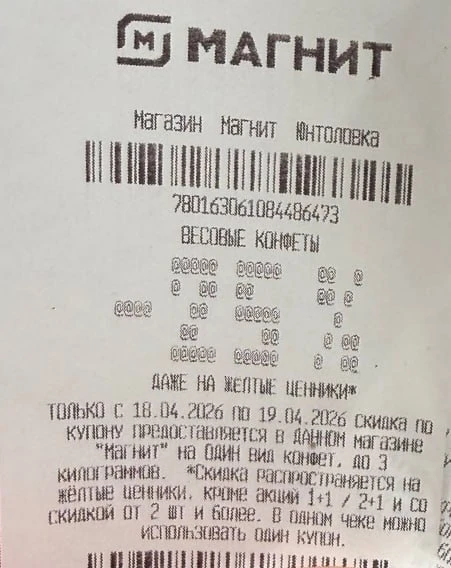 МАГНИТ
Магазин Магнит Юнтоловка
780163061084486473
ВЕСОВЫЕ КОНФЕТЫ
-25%
ДАЖЕ НА ЖЕЛТЫЕ ЦЕННИКИ*
ТОЛЬКО С 18.04.2026 ПО 19.04.2026 СКИДКА ПО
КУПОНУ ПРЕДОСТАВЛЯЕТСЯ В ДАННОМ МАГАЗИНЕ
"МАГНИТ" НА ОДИН ВИД КОНФЕТ, ДО 3
КИЛОГРАММОВ. *СКИДКА РАСПРОСТРАНЯЕТСЯ НА
ЖЁЛТЫЕ ЦЕННИКИ, КРОМЕ АКЦИЙ 1+1 / 2+1 И СО
СКИДКОЙ ОТ 2 ШТ И БОЛЕЕ. В ОДНОМ ЧЕКЕ МОЖНО
ИСПОЛЬЗОВАТЬ ОДИН КУПОН.